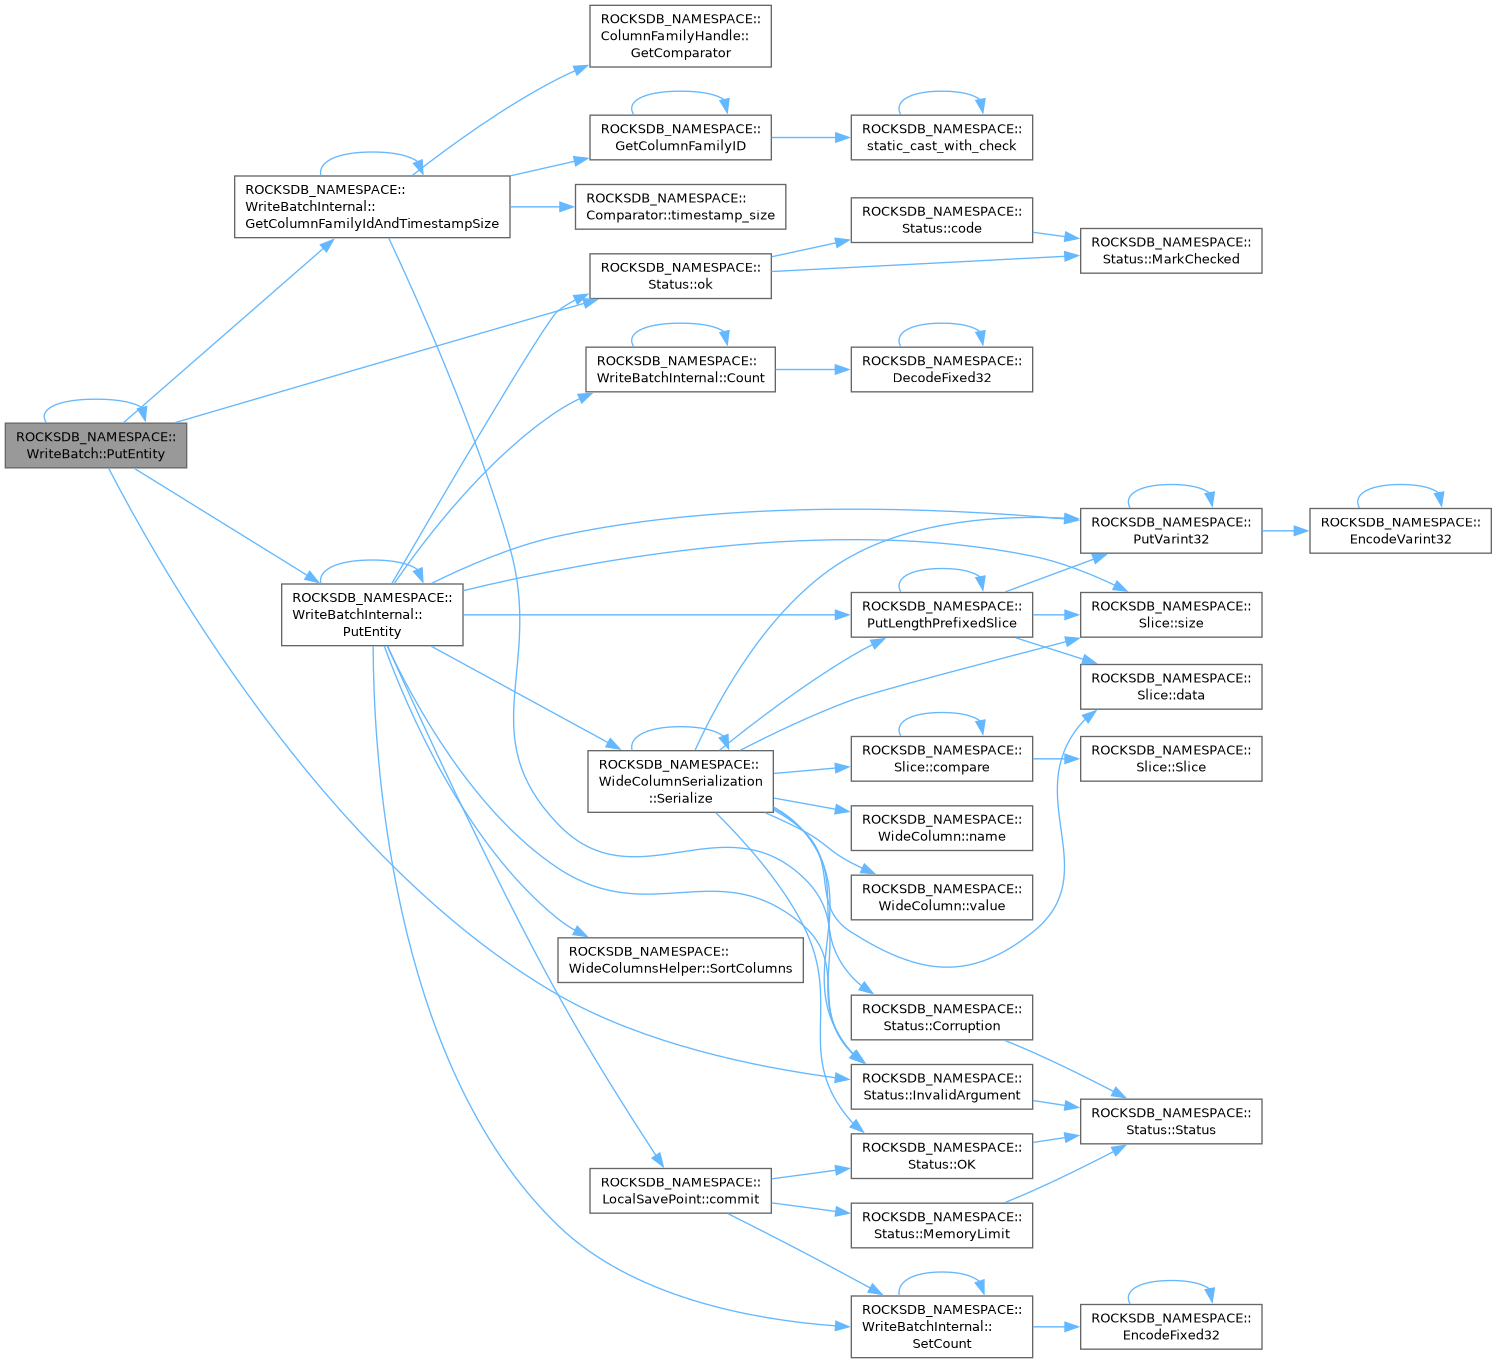 ROCKSDB_NAMESPACE::
ColumnFamilyHandle::
GetComparator
ROCKSDB_NAMESPACE::
GetColumnFamilyID
ROCKSDB_NAMESPACE::
static_cast_with_check
ROCKSDB_NAMESPACE::
WriteBatchInternal::
GetColumnFamilyIdAndTimestampSize
ROCKSDB_NAMESPACE::
Comparator::timestamp_size
ROCKSDB_NAMESPACE::
Status::code
ROCKSDB_NAMESPACE::
Status::MarkChecked
ROCKSDB_NAMESPACE::
Status::ok
ROCKSDB_NAMESPACE::
WriteBatchInternal::Count
ROCKSDB_NAMESPACE::
DecodeFixed32
ROCKSDB_NAMESPACE::
WriteBatch::PutEntity
ROCKSDB_NAMESPACE::
PutVarint32
ROCKSDB_NAMESPACE::
EncodeVarint32
ROCKSDB_NAMESPACE::
WriteBatchInternal::
PutEntity
ROCKSDB_NAMESPACE::
PutLengthPrefixedSlice
ROCKSDB_NAMESPACE::
Slice::size
ROCKSDB_NAMESPACE::
Slice::data
ROCKSDB_NAMESPACE::
WideColumnSerialization
::Serialize
ROCKSDB_NAMESPACE::
Slice::compare
ROCKSDB_NAMESPACE::
Slice::Slice
ROCKSDB_NAMESPACE::
WideColumn::name
ROCKSDB_NAMESPACE::
WideColumn::value
ROCKSDB_NAMESPACE::
WideColumnsHelper::SortColumns
ROCKSDB_NAMESPACE::
Status::Corruption
ROCKSDB_NAMESPACE::
Status::InvalidArgument
ROCKSDB_NAMESPACE::
Status::Status
ROCKSDB_NAMESPACE::
Status::OK
ROCKSDB_NAMESPACE::
LocalSavePoint::commit
ROCKSDB_NAMESPACE::
Status::MemoryLimit
ROCKSDB_NAMESPACE::
WriteBatchInternal::
SetCount
ROCKSDB_NAMESPACE::
EncodeFixed32